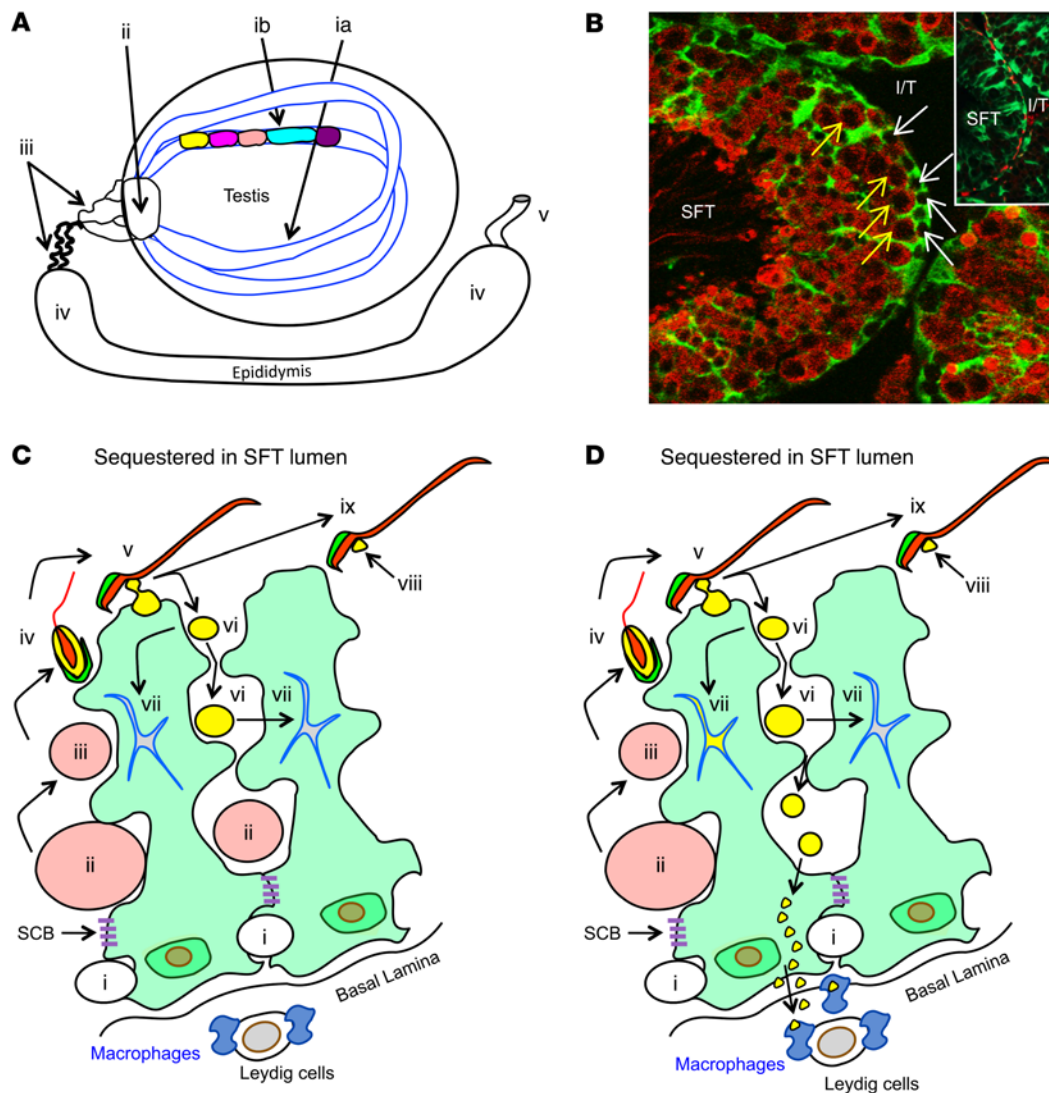 A
ii
ib
ia
iii
Testis
v
iv
iv
Epididymis
B
I/T
SFT
SFT
I/T
C
Sequestered in SFT lumen
v
ix
viii
iv
vi
vii
vi
vii
iii
ii
ii
SCB
i
i
Basal Lamina
Macrophages
Leydig cells
D
Sequestered in SFT lumen
v
ix
viii
iv
vi
vii
vi
vii
iii
ii
SCB
i
i
Basal Lamina
Macrophages
Leydig cells